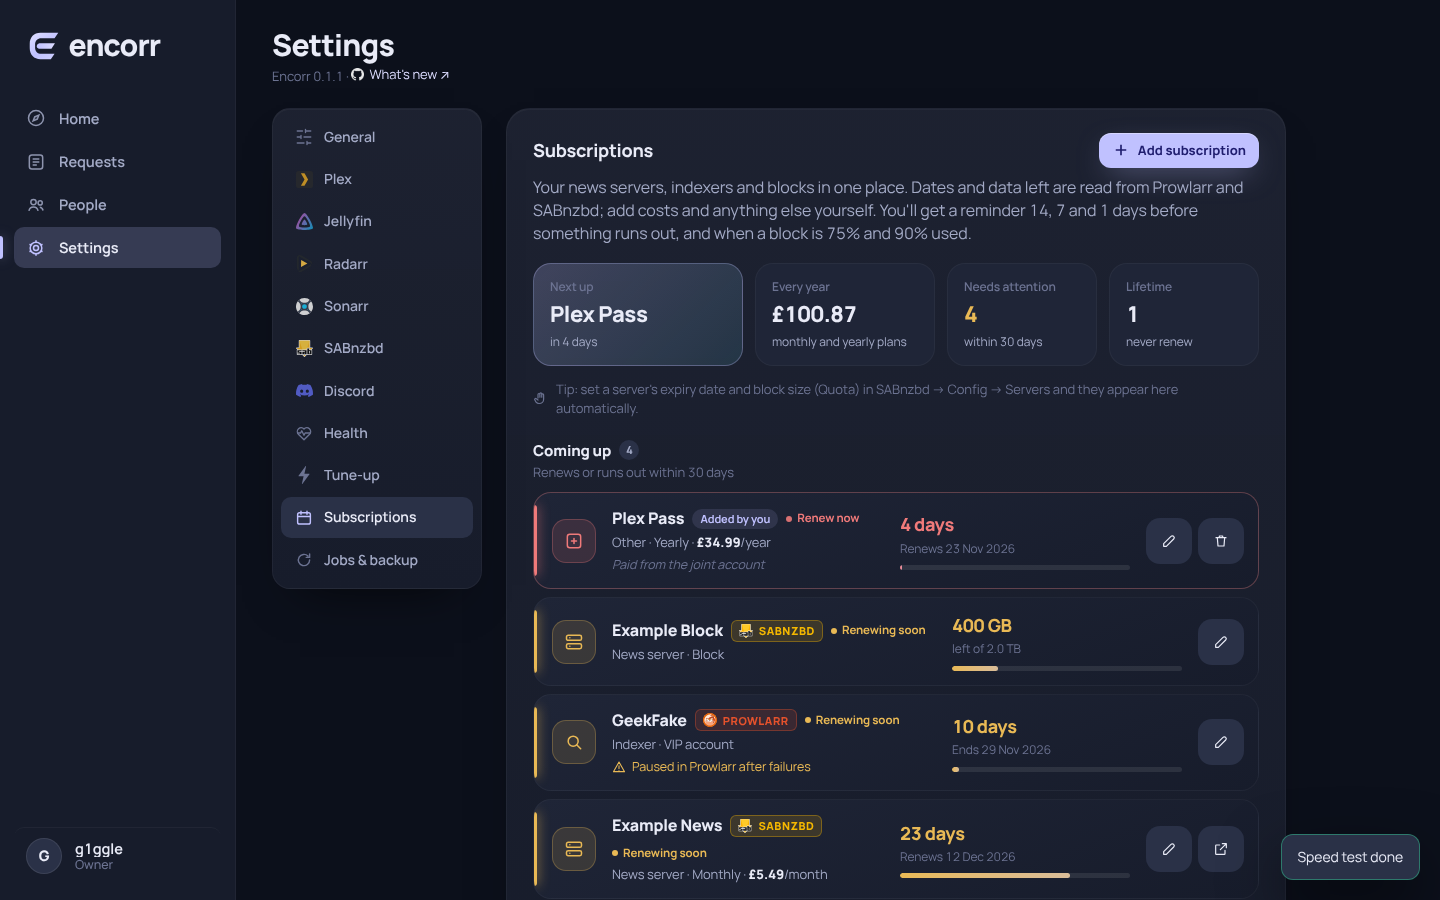 encorr
Home
Requests
People
Settings
G
g1ggle
Owner
Settings
Encorr 0.1.1 · What's new ↗
General
Plex
Jellyfin
Radarr
Sonarr
SABnzbd
Discord
Health
Tune-up
Subscriptions
Jobs & backup
Subscriptions
Add subscription
Your news servers, indexers and blocks in one place. Dates and data left are read from Prowlarr and
SABnzbd; add costs and anything else yourself. You'll get a reminder 14, 7 and 1 days before
something runs out, and when a block is 75% and 90% used.
Next up
Plex Pass
in 4 days
Every year
£100.87
monthly and yearly plans
Needs attention
4
within 30 days
Lifetime
1
never renew
Tip: set a server's expiry date and block size (Quota) in SABnzbd → Config → Servers and they appear here
automatically.
Coming up 4
Renews or runs out within 30 days
Plex Pass Added by you Renew now
Other · Yearly · £34.99/year
Paid from the joint account
4 days
Renews 23 Nov 2026
Example Block SABNZBD Renewing soon
News server · Block
400 GB
left of 2.0 TB
GeekFake PROWLARR Renewing soon
Indexer · VIP account
Paused in Prowlarr after failures
10 days
Ends 29 Nov 2026
Example News SABNZBD
Renewing soon
News server · Monthly · £5.49/month
23 days
Renews 12 Dec 2026
Speed test done